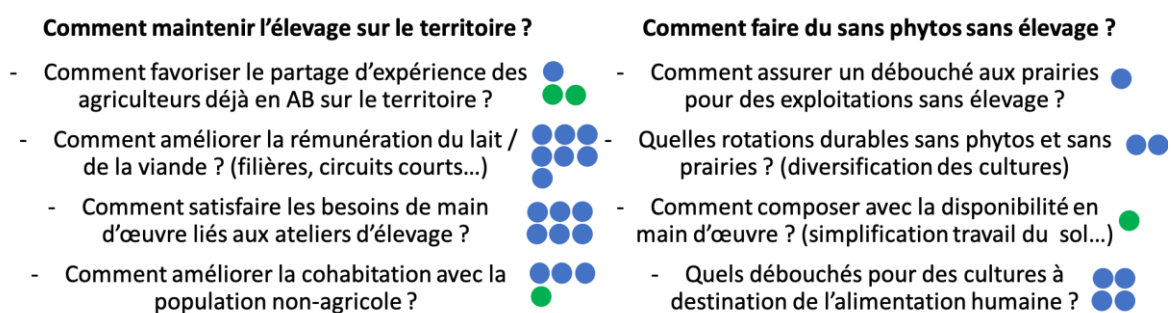 Comment maintenir l’élevage sur le territoire ?
- Comment favoriser le partage d’expérience des
agriculteurs déjà en AB sur le territoire ?
- Comment améliorer la rémunération du lait /
de la viande ? (filières, circuits courts…)
- Comment satisfaire les besoins de main
d’œuvre liés aux ateliers d’élevage ?
- Comment améliorer la cohabitation avec la
population non-agricole ?
Comment faire du sans phytos sans élevage ?
- Comment assurer un débouché aux prairies
pour des exploitations sans élevage ?
- Quelles rotations durables sans phytos et sans
prairies ? (diversification des cultures)
- Comment composer avec la disponibilité en
main d’œuvre ? (simplification travail du sol…)
- Quels débouchés pour des cultures à
destination de l’alimentation humaine ?